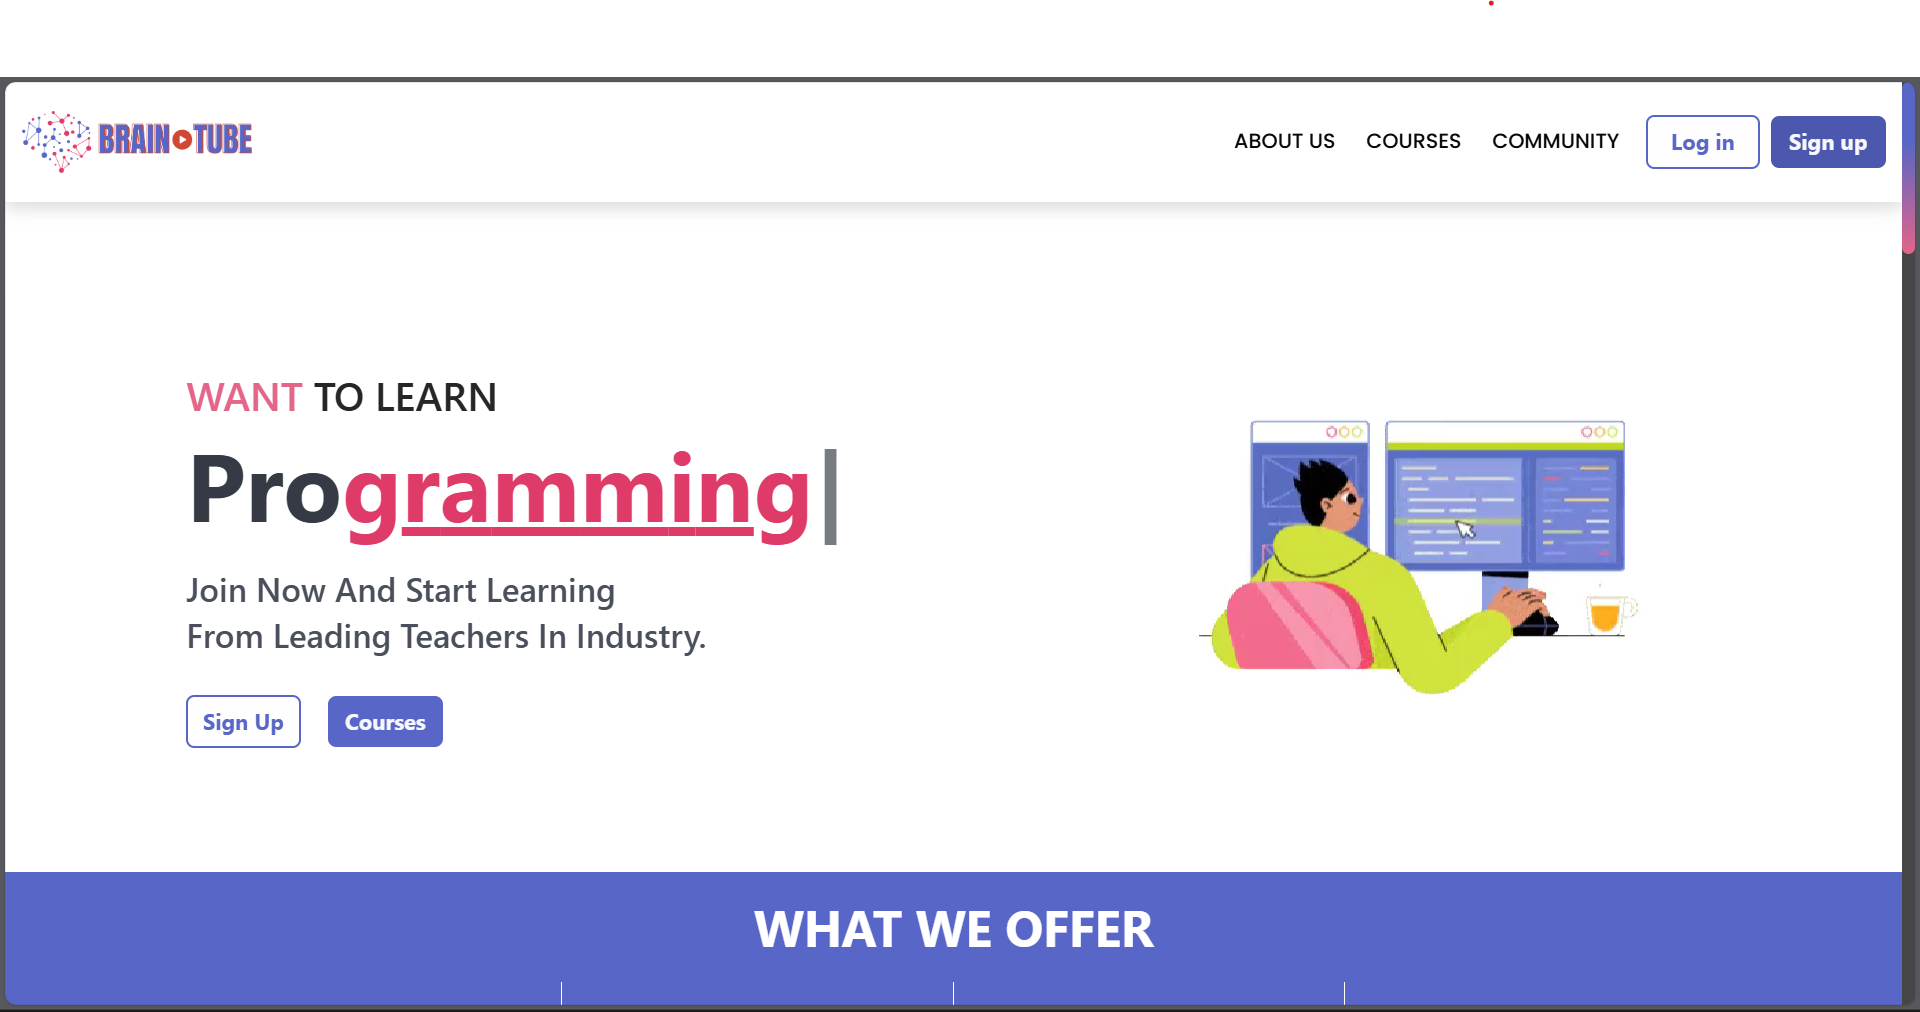 BRAIN TUBE
ABOUT US COURSES COMMUNITY Log in Sign up
WANT TO LEARN
Programming|
Join Now And Start Learning
From Leading Teachers In Industry.
Sign Up Courses
WHAT WE OFFER